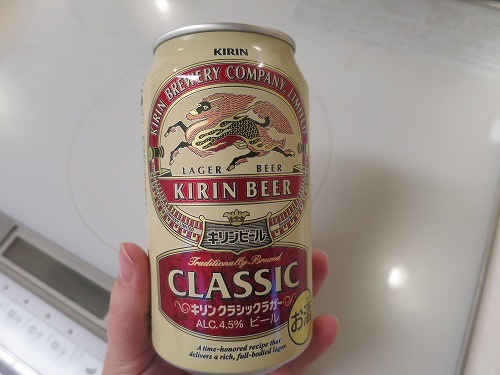 KIRIN
KIRIN BREWERY COMPANY, LIMITED
LAGER BEER
KIRIN BEER
キリンビール
Traditionally Brewed
CLASSIC
キリンクラシックラガー
ALC.4.5% ビール
お酒
A time-honored recipe that
delivers a rich, full-bodied lager.